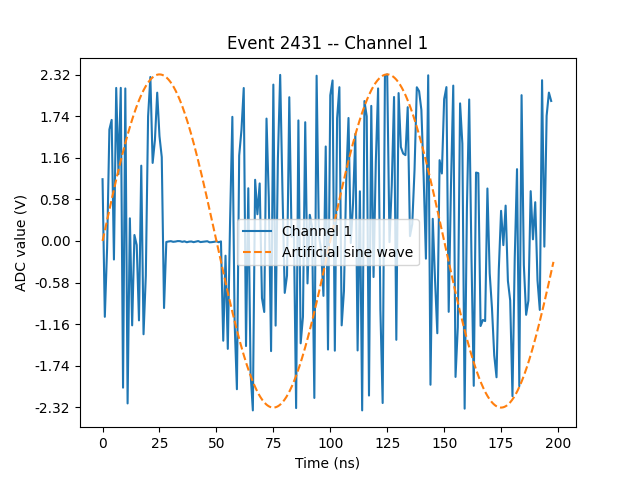 Event 2431 -- Channel 1
ADC value (V)
2.32
1.74
1.16
0.58
0.00
-0.58
-1.16
-1.74
-2.32
Channel 1
Artificial sine wave
0 25 50 75 100 125 150 175 200
Time (ns)